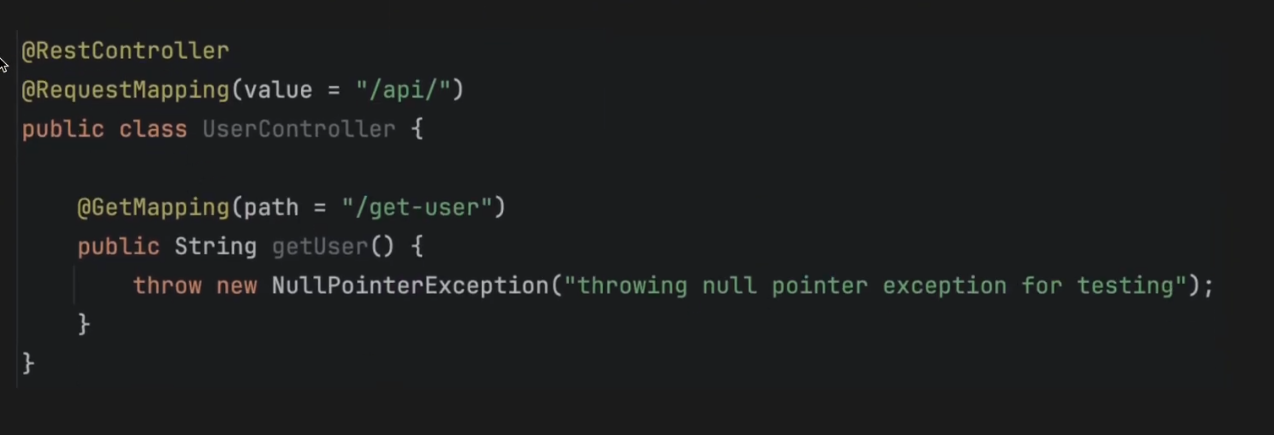 @RestController
@RequestMapping(value = "/api/")
public class UserController {
@GetMapping(path = "/get-user")
public String getUser() {
throw new NullPointerException("throwing null pointer exception for testing");
}
}